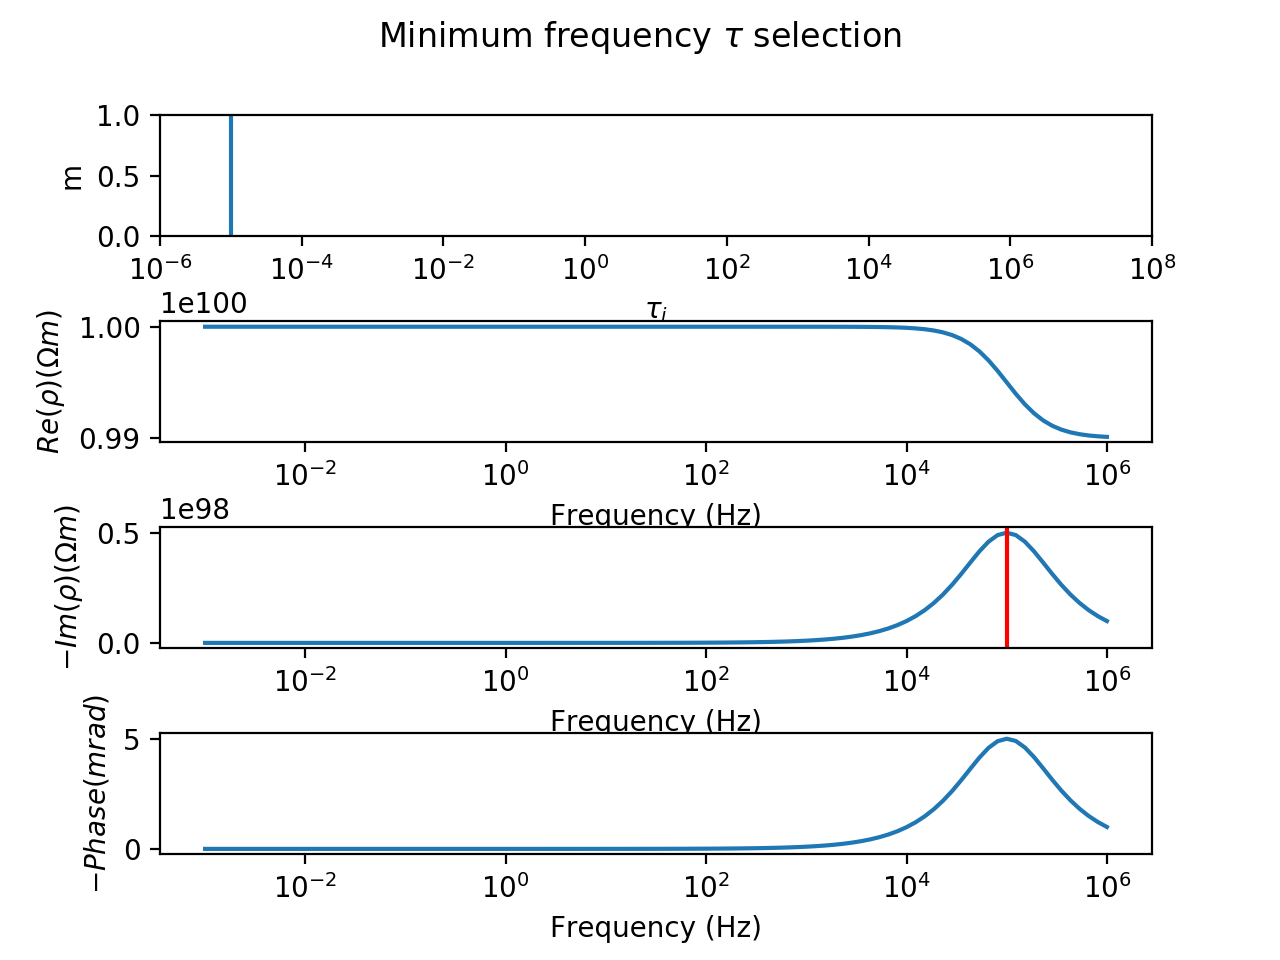 Minimum frequency τ selection
1.0
0.5
0.0
m
10⁻⁶ 10⁻⁴ 10⁻² 10⁰ 10² 10⁴ 10⁶ 10⁸
τᵢ
1e100
1.00
0.99
Re(ρ)(Ωm)
10⁻² 10⁰ 10² 10⁴ 10⁶
Frequency (Hz)
1e98
0.5
0.0
−Im(ρ)(Ωm)
10⁻² 10⁰ 10² 10⁴ 10⁶
Frequency (Hz)
5
0
−Phase(mrad)
10⁻² 10⁰ 10² 10⁴ 10⁶
Frequency (Hz)